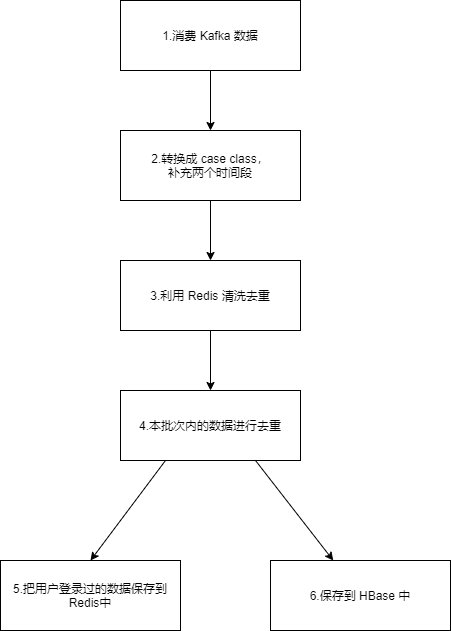 1.消费 Kafka 数据
2.转换成 case class，
补充两个时间段
3.利用 Redis 清洗去重
4.本批次内的数据进行去重
5.把用户登录过的数据保存到
Redis中
6.保存到 HBase 中